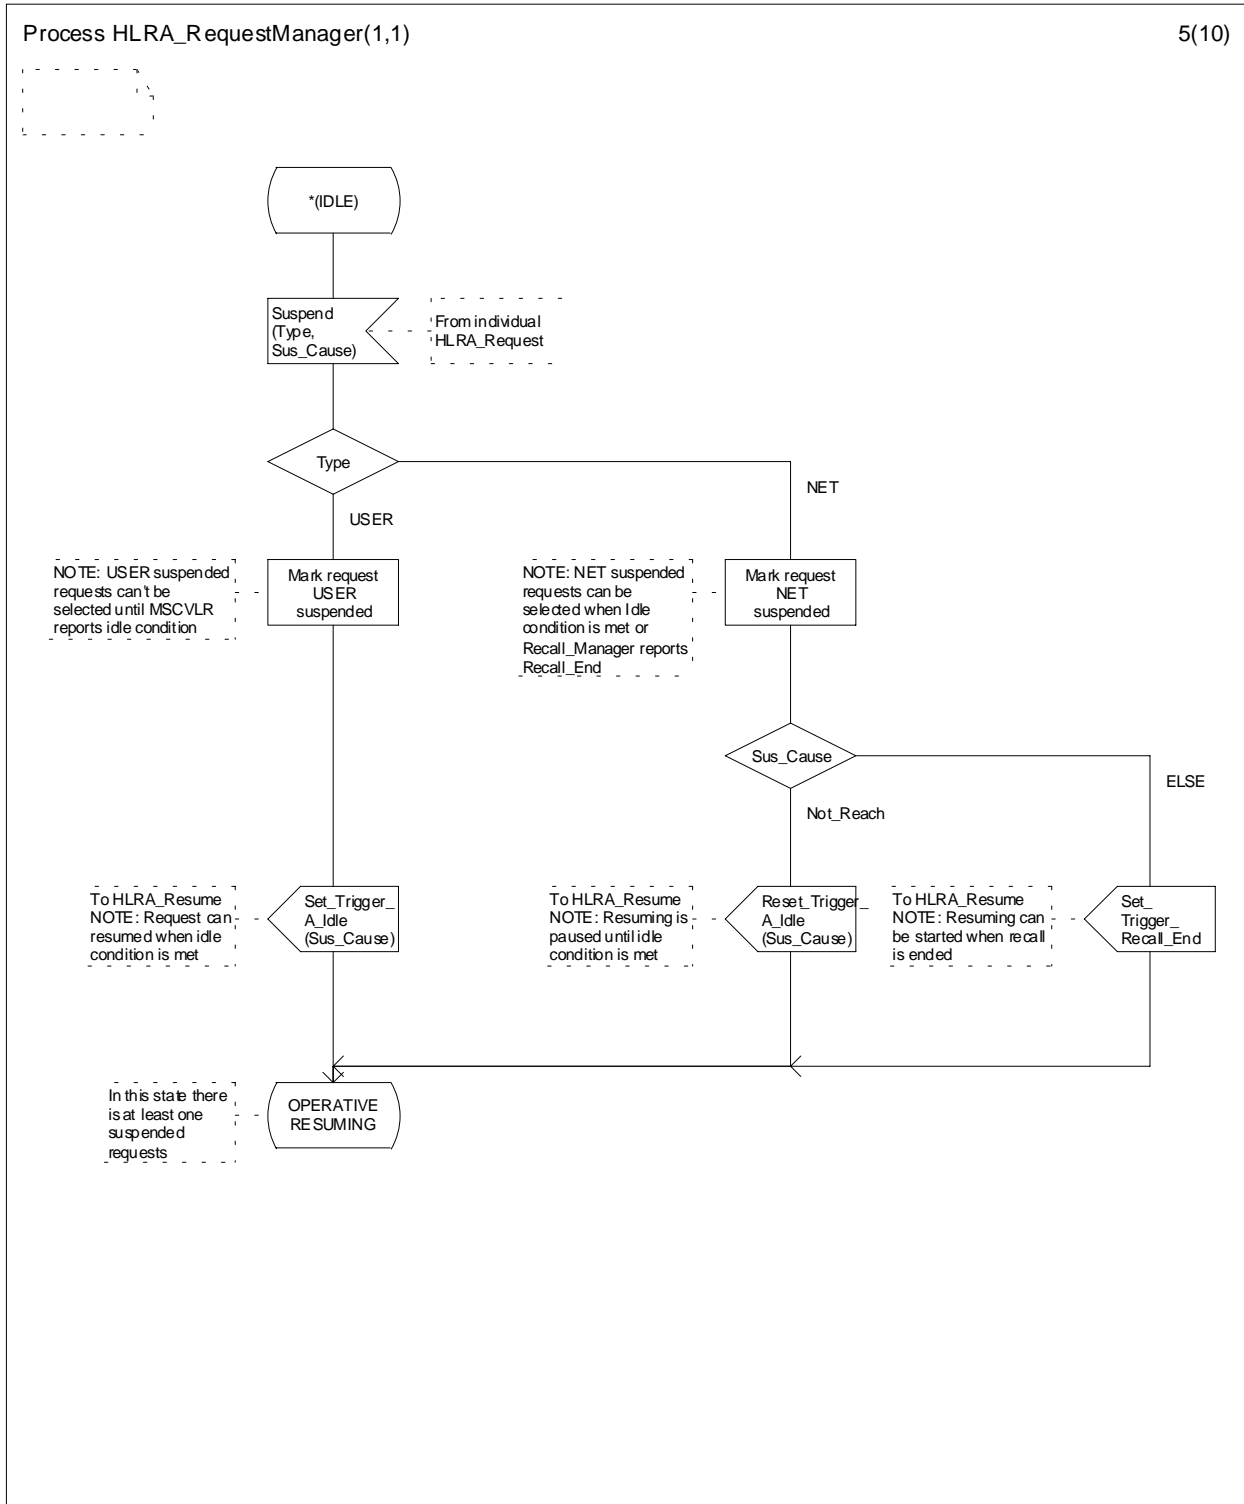 Process HLRA_RequestManager(1,1)
5(10)
*(IDLE)
Suspend
(Type,
Sus_Cause)
From individual
HLRA_Request
Type
NET
USER
NOTE: USER suspended
requests can't be
selected until MSCVLR
reports idle condition
Mark request
USER
suspended
NOTE: NET suspended
requests can be
selected when Idle
condition is met or
Recall_Manager reports
Recall_End
Mark request
NET
suspended
Sus_Cause
ELSE
Not_Reach
To HLRA_Resume
NOTE: Request can
resumed when idle
condition is met
Set_Trigger_
A_Idle
(Sus_Cause)
To HLRA_Resume
NOTE: Resuming is
paused until idle
condition is met
Reset_Trigger_
A_Idle
(Sus_Cause)
To HLRA_Resume
NOTE: Resuming can
be started when recall
is ended
Set_
Trigger_
Recall_End
In this state there
is at least one
suspended
requests
OPERATIVE
RESUMING